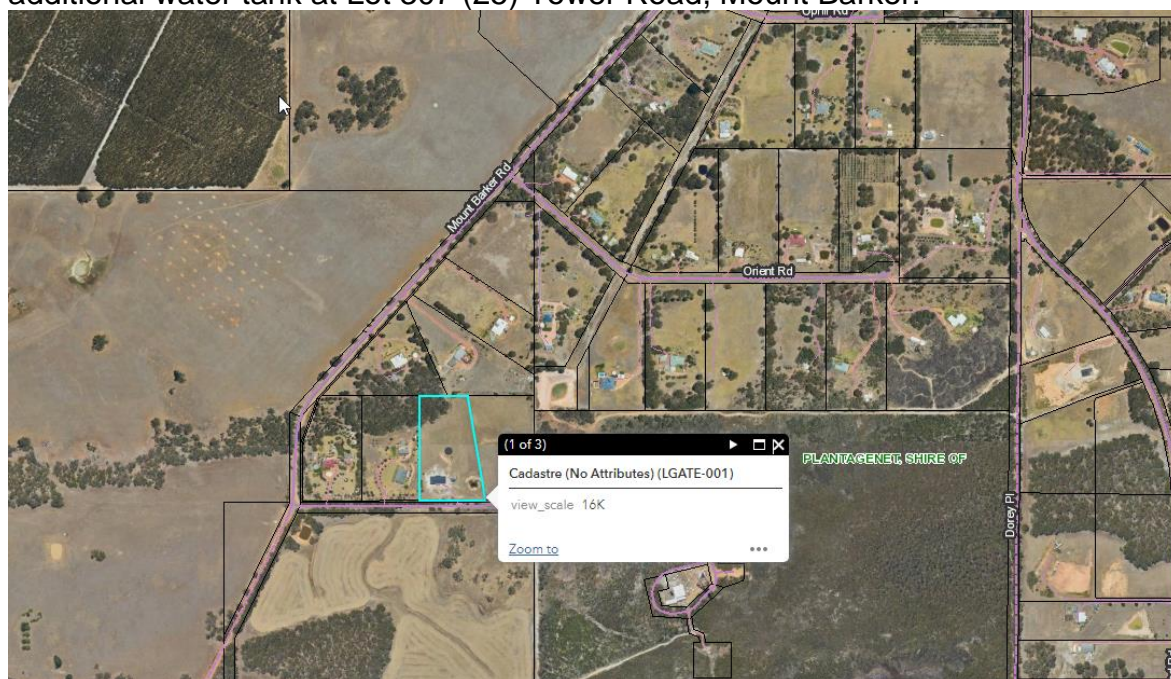 additional water tank at Lot 307 (25) Tower Road, Mount Barker.
Mount Barker Rd
Orient Rd
(1 of 3)
Cadastre (No Attributes) (LGATE-001)
view_scale 16K
Zoom to
PLANTAGENET, SHIRE OF
Dorey Pl
Rd